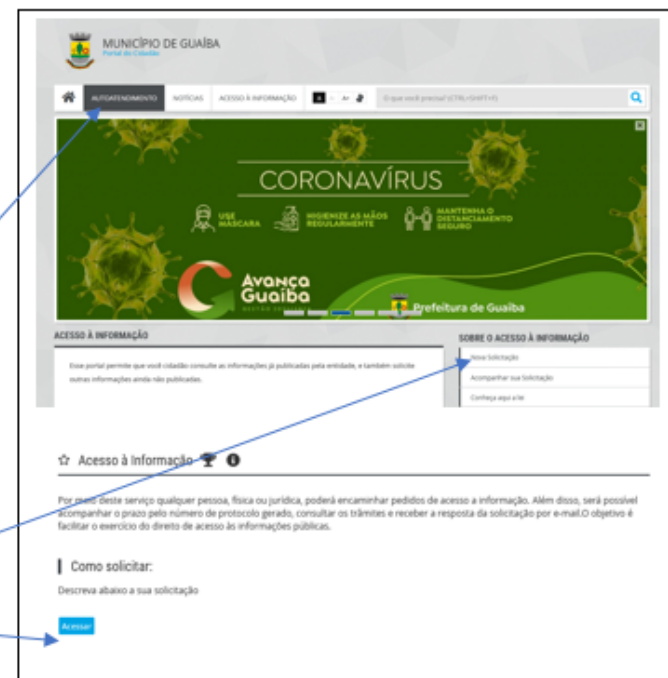 MUNICÍPIO DE GUAÍBA
Portal do Cidadão
AUTOATENDIMENTO NOTÍCIAS ACESSO À INFORMAÇÃO A+ O que você precisa? (CTRL+SHIFT+F)
CORONAVÍRUS
USE MÁSCARA
HIGIENIZE AS MÃOS REGULARMENTE
MANTENHA O DISTANCIAMENTO SEGURO
Avança Guaíba
Prefeitura de Guaíba
ACESSO À INFORMAÇÃO
Esse portal permite que você cidadão consulte as informações já publicadas pela entidade, e também solicite
outras informações ainda não publicadas.
SOBRE O ACESSO À INFORMAÇÃO
Nova Solicitação
Acompanhar sua Solicitação
Conheça aqui a lei
Acesso à Informação
Por meio deste serviço qualquer pessoa, física ou jurídica, poderá encaminhar pedidos de acesso a informação. Além disso, será possível
acompanhar o prazo pelo número de protocolo gerado, consultar os trâmites e receber a resposta da solicitação por e-mail.O objetivo é
facilitar o exercício do direito de acesso às informações públicas.
Como solicitar:
Descreva abaixo a sua solicitação
Acessar